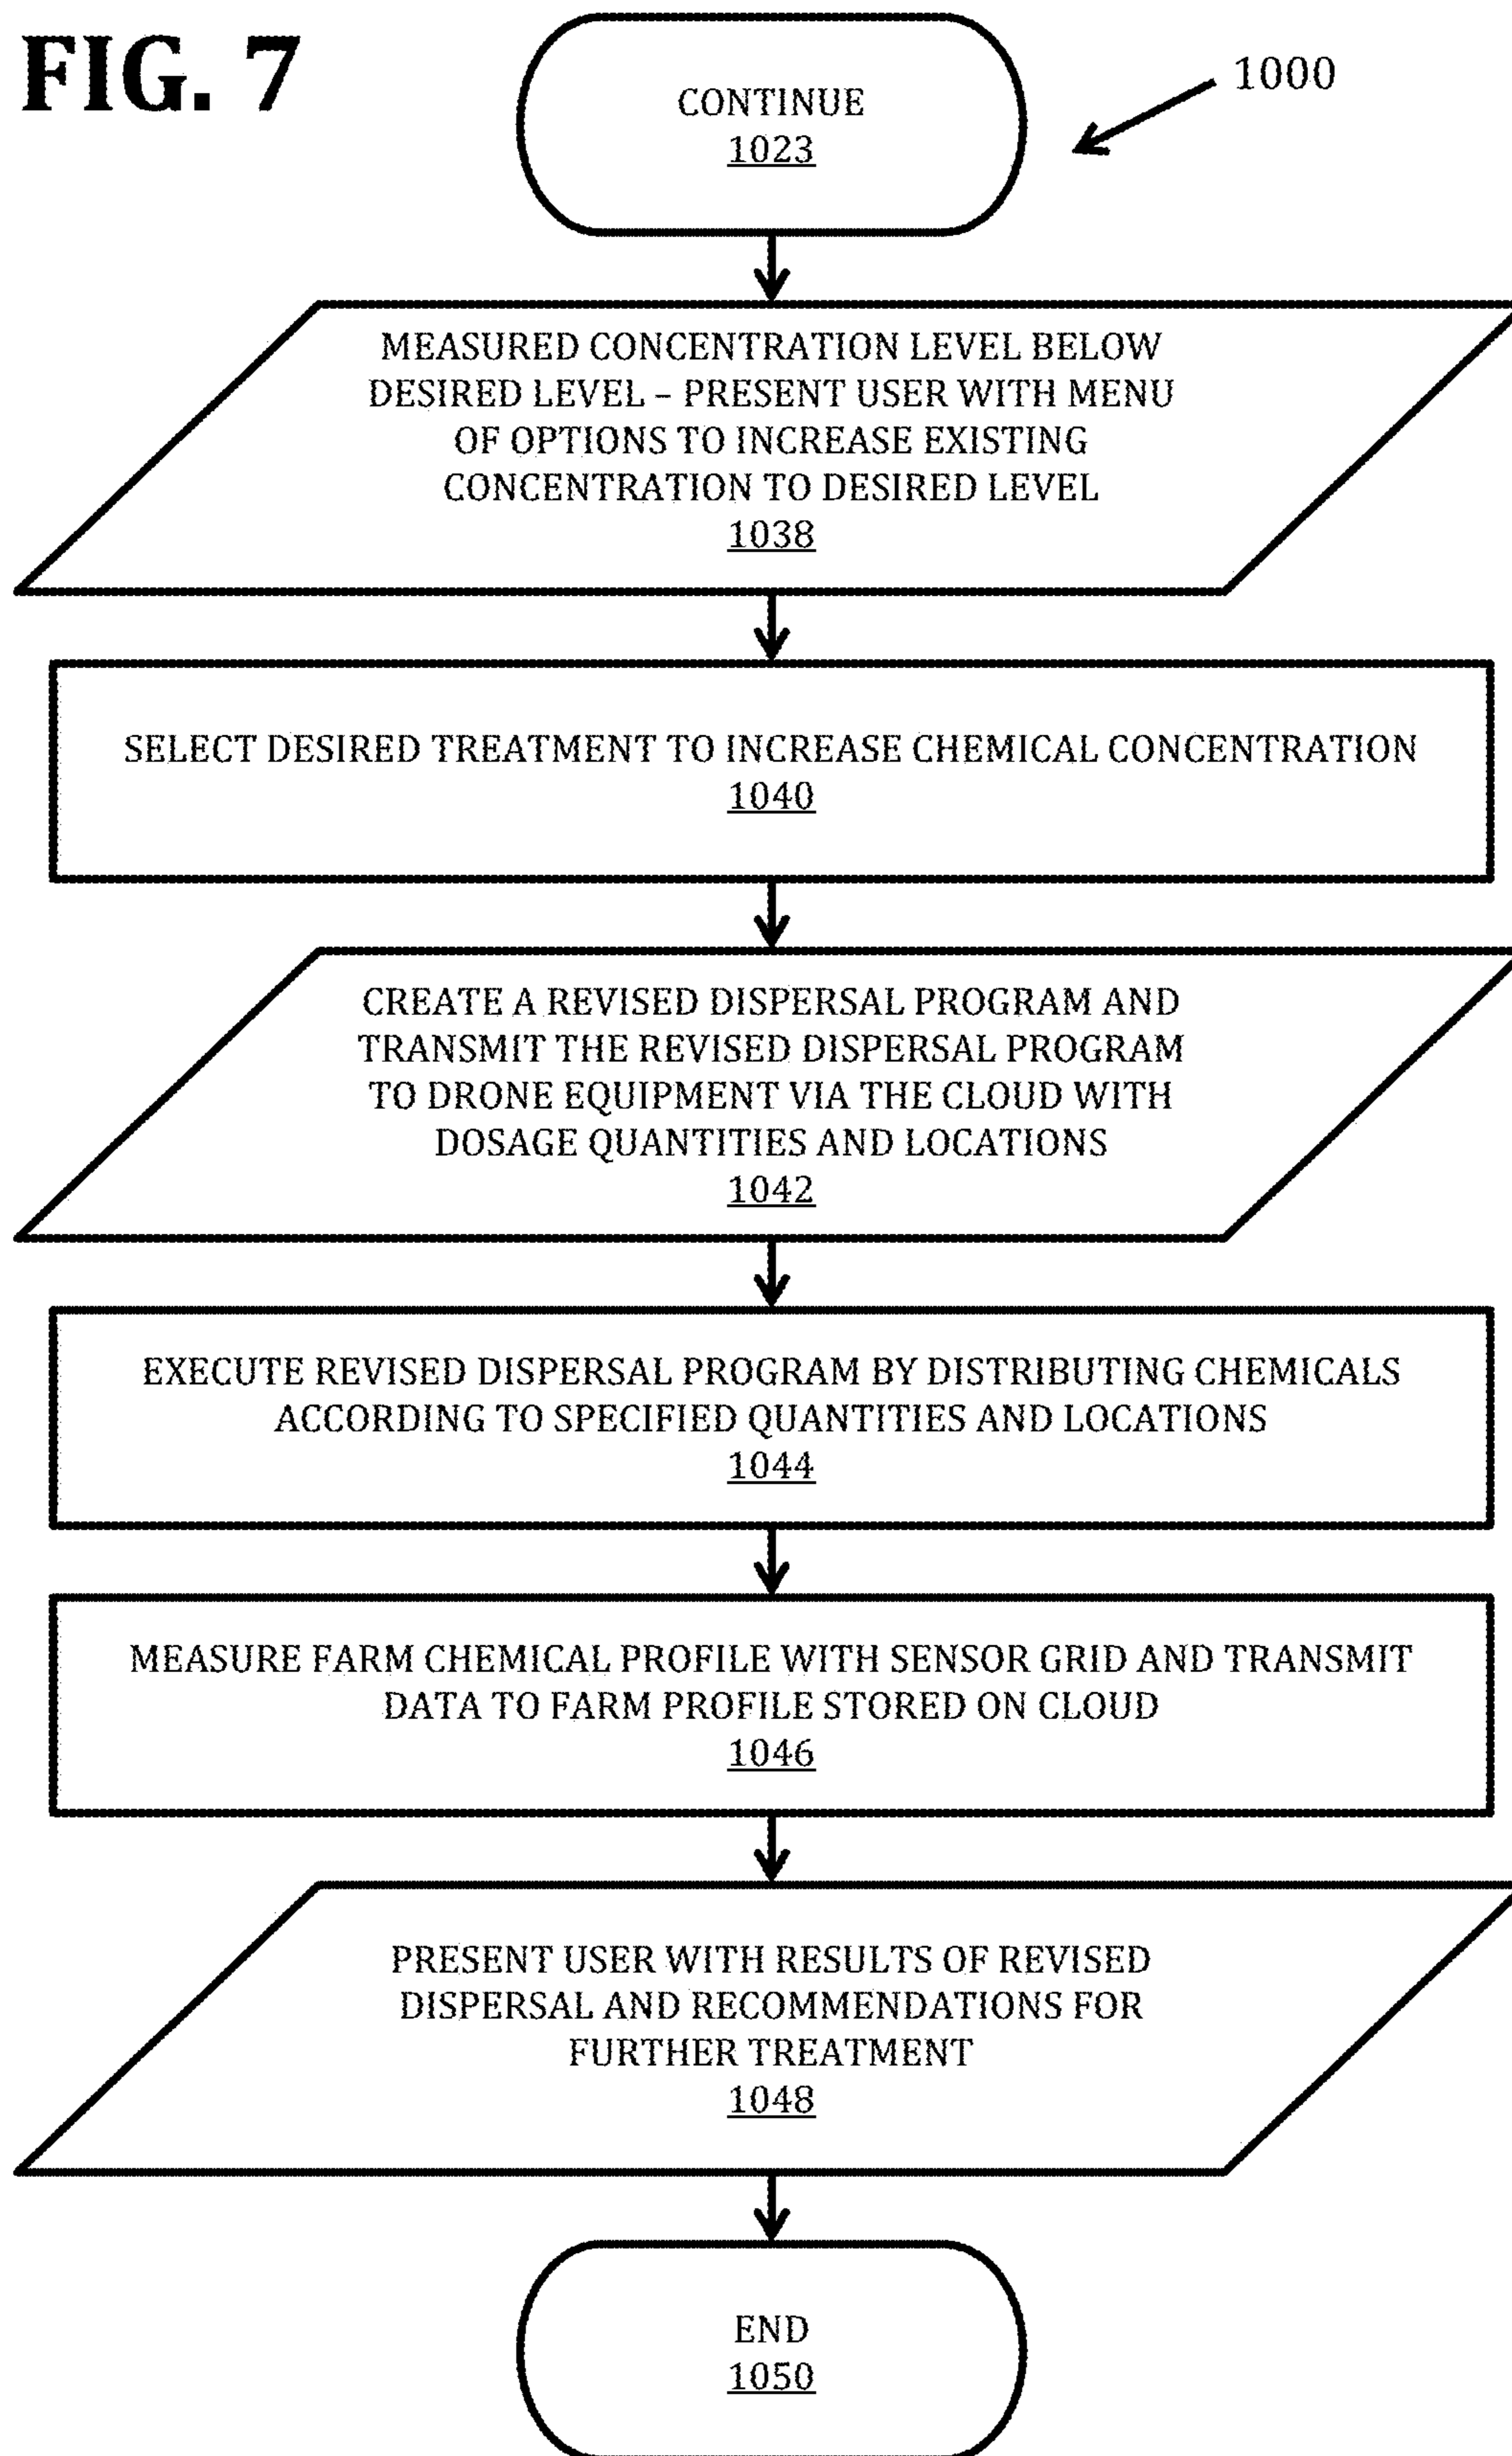 FIG. 7
1000
CONTINUE
1023
MEASURED CONCENTRATION LEVEL BELOW
DESIRED LEVEL – PRESENT USER WITH MENU
OF OPTIONS TO INCREASE EXISTING
CONCENTRATION TO DESIRED LEVEL
1038
SELECT DESIRED TREATMENT TO INCREASE CHEMICAL CONCENTRATION
1040
CREATE A REVISED DISPERSAL PROGRAM AND
TRANSMIT THE REVISED DISPERSAL PROGRAM
TO DRONE EQUIPMENT VIA THE CLOUD WITH
DOSAGE QUANTITIES AND LOCATIONS
1042
EXECUTE REVISED DISPERSAL PROGRAM BY DISTRIBUTING CHEMICALS
ACCORDING TO SPECIFIED QUANTITIES AND LOCATIONS
1044
MEASURE FARM CHEMICAL PROFILE WITH SENSOR GRID AND TRANSMIT
DATA TO FARM PROFILE STORED ON CLOUD
1046
PRESENT USER WITH RESULTS OF REVISED
DISPERSAL AND RECOMMENDATIONS FOR
FURTHER TREATMENT
1048
END
1050